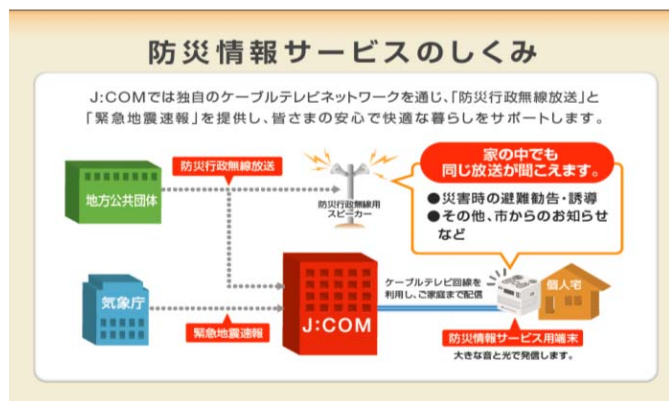 防災情報サービスのしくみ
J:COMでは独自のケーブルテレビネットワークを通じ、「防災行政無線放送」と
「緊急地震速報」を提供し、皆さまの安心で快適な暮らしをサポートします。
防災行政無線放送
地方公共団体
防災行政無線用
スピーカー
家の中でも
同じ放送が聞こえます。
●災害時の避難勧告・誘導
●その他、市からのお知らせ
など
気象庁
緊急地震速報
J:COM
ケーブルテレビ回線を
利用し、ご家庭まで配信
個人宅
防災情報サービス用端末
大きな音と光で発信します。